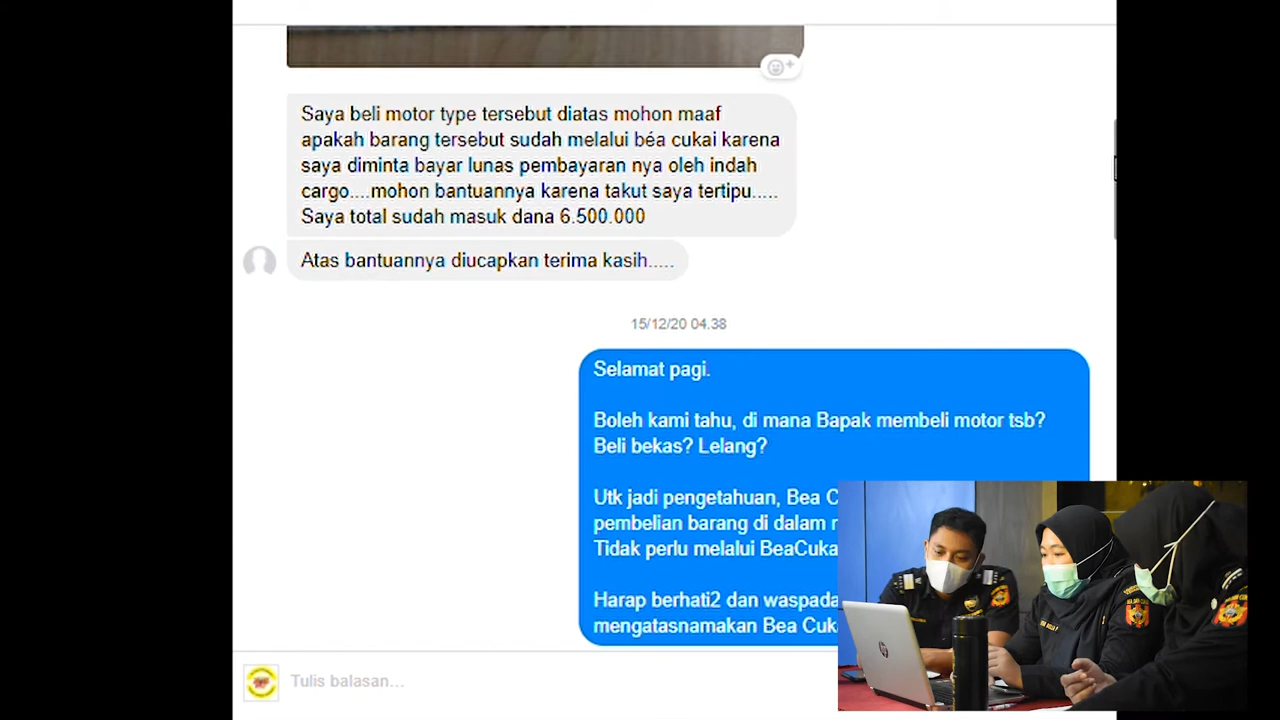 Saya beli motor type tersebut diatas mohon maaf
apakah barang tersebut sudah melalui béa cukai karena
saya diminta bayar lunas pembayaran nya oleh indah
cargo....mohon bantuannya karena takut saya tertipu.....
Saya total sudah masuk dana 6.500.000
Atas bantuannya diucapkan terima kasih.....
15/12/20 04.38
Selamat pagi.
Boleh kami tahu, di mana Bapak membeli motor tsb?
Beli bekas? Lelang?
Utk jadi pengetahuan, Bea C
pembelian barang di dalam
Tidak perlu melalui BeaCuka
Harap berhati2 dan waspada
mengatasnamakan Bea Cuka
Tulis balasan...
hp